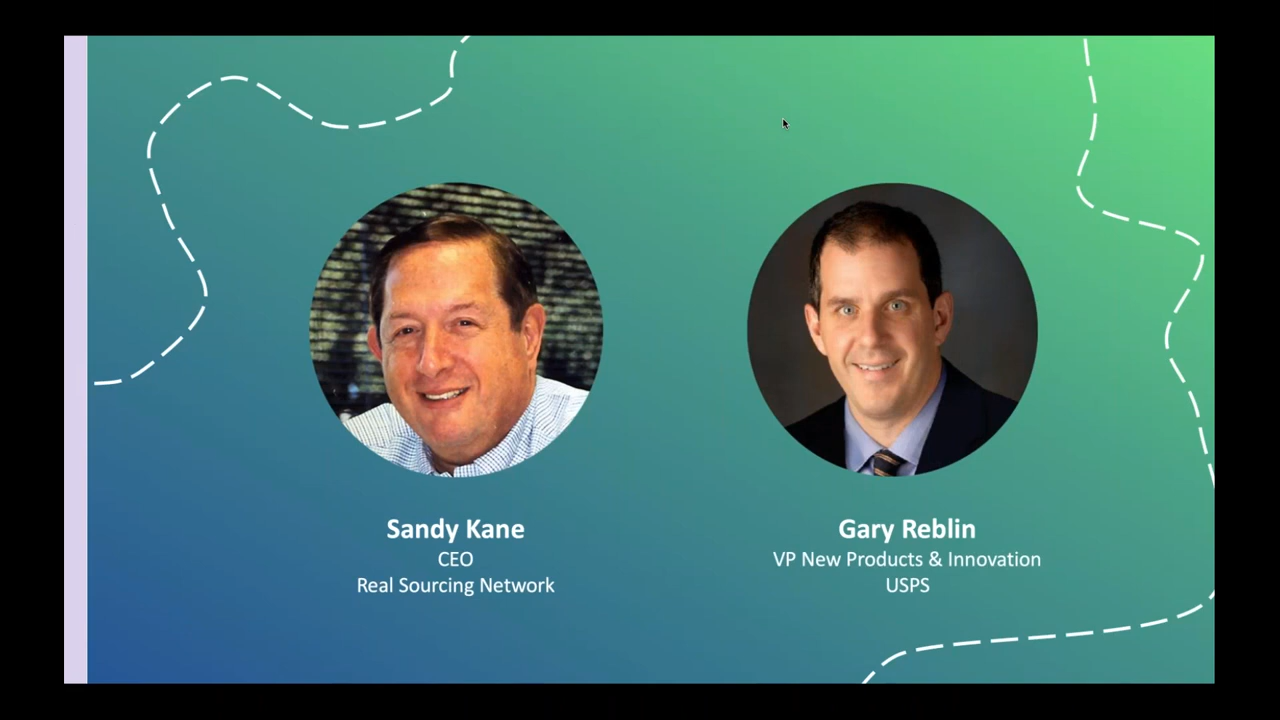 Sandy Kane
CEO
Real Sourcing Network
Gary Reblin
VP New Products & Innovation
USPS